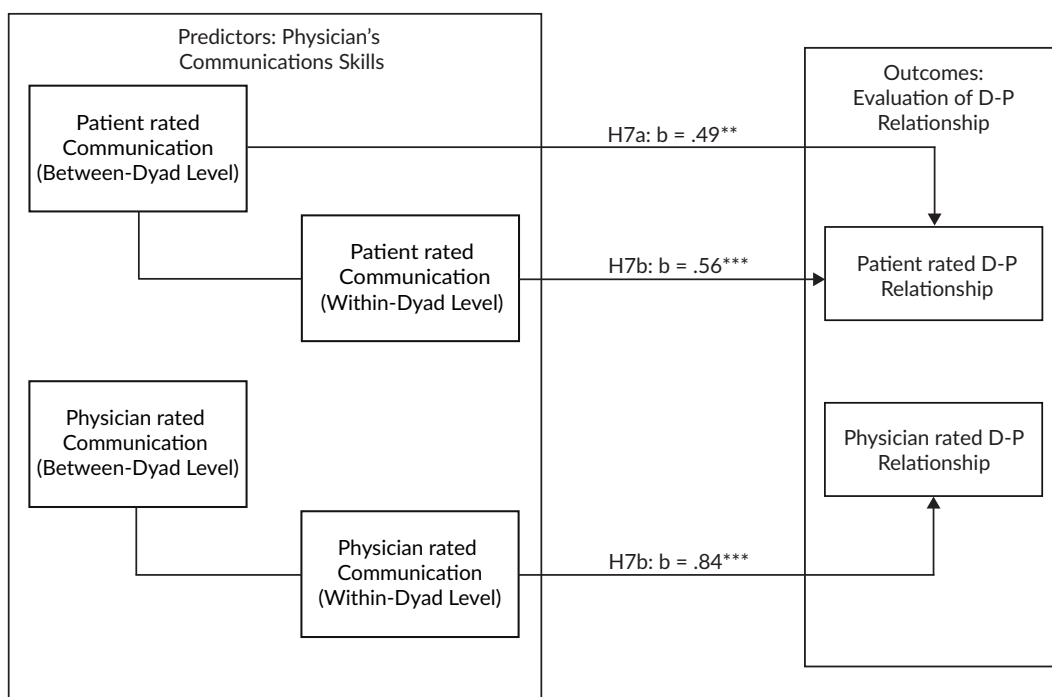 Predictors: Physician’s
Communications Skills
Outcomes:
Evaluation of D-P
Relationship
Patient rated
Communication
(Between-Dyad Level)
H7a: b = .49**
Patient rated
Communication
(Within-Dyad Level)
H7b: b = .56***
Patient rated D-P
Relationship
Physician rated
Communication
(Between-Dyad Level)
Physician rated D-P
Relationship
Physician rated
Communication
(Within-Dyad Level)
H7b: b = .84***